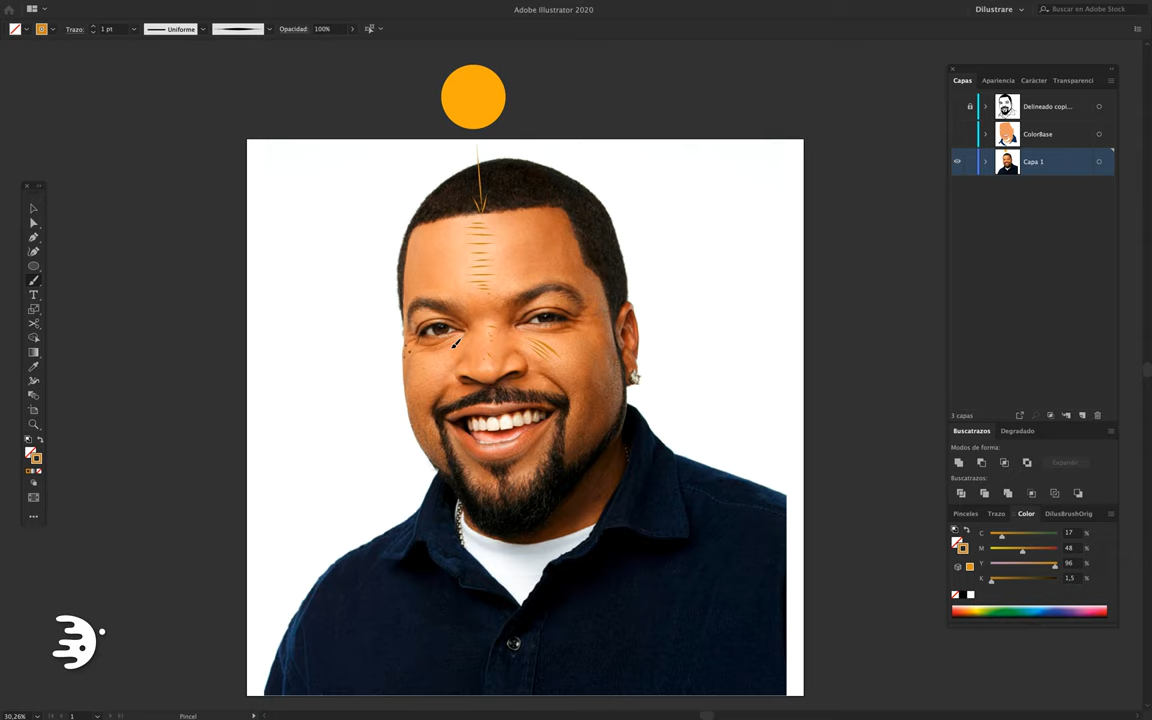 Adobe Illustrator 2020
Dilustrare
Buscar en Adobe Stock
Trazo:
1 pt
Uniforme
Opacidad:
100%
Capas
Apariencia
Carácter
Transparenci
Delineado copi...
ColorBase
Capa 1
3 capas
Buscatrazos
Degradado
Modos de forma:
Expandir
Buscatrazos:
Pinceles
Trazo
Color
DilusBrushOrig
C
17
%
M
48
%
Y
96
%
K
1,5
%
T
30,26%
1
Pincel